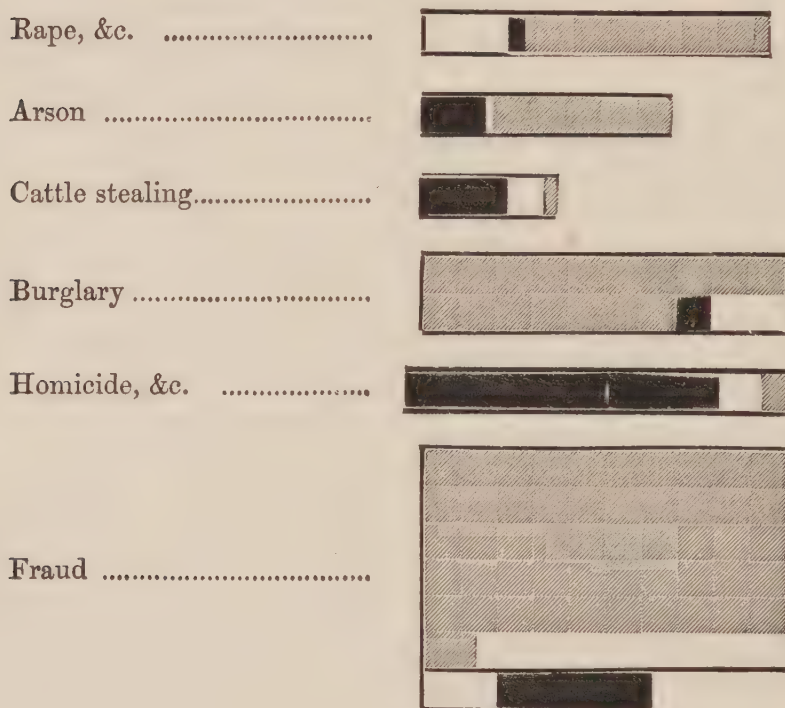 Rape, &c. ........................
Arson ........................
Cattle stealing........................
Burglary ........................
Homicide, &c. ........................
Fraud ........................